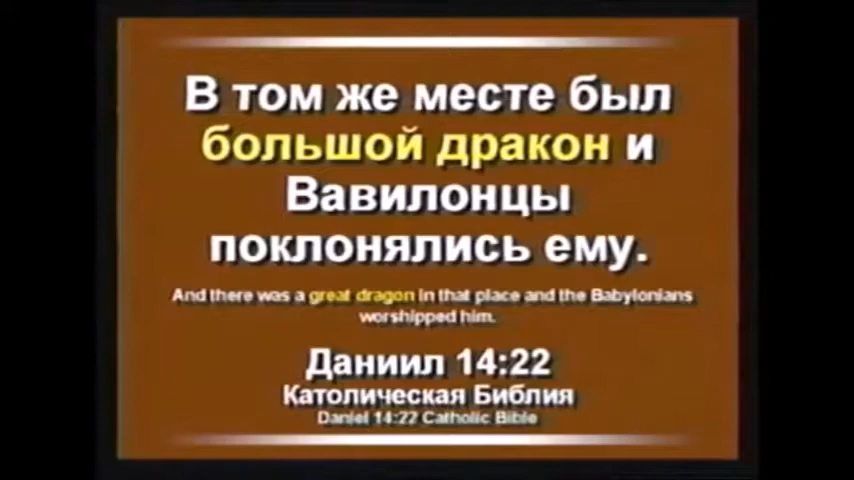 В том же месте был
большой дракон и
Вавилонцы
поклонялись ему.
And there was a great dragon in that place and the Babylonians
worshipped him.
Даниил 14:22
Католическая Библия
Daniel 14:22 Catholic Bible